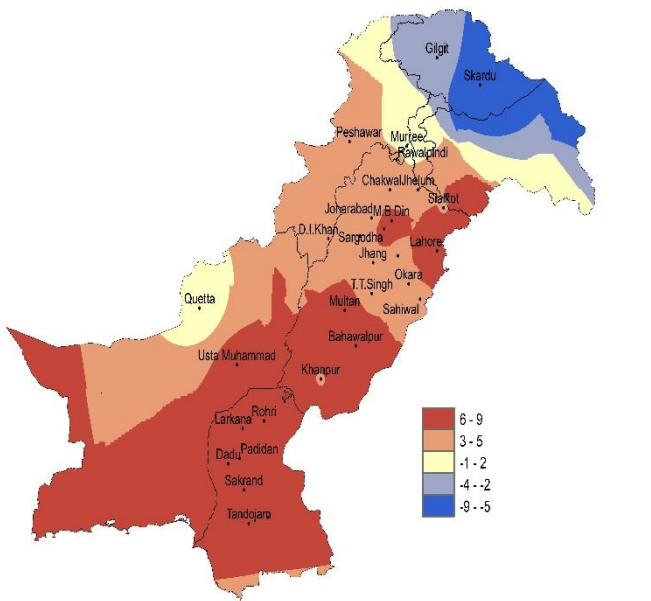 Gilgit
Skardu
Peshawar
Murree
Rawalpindi
Chakwal
Jhelum
Sialkot
Joharabad
M.B.Din
D.I.Khan
Sargodha
Lahore
Jhang
Okara
T.T.Singh
Quetta
Multan
Sahiwal
Bahawalpur
Usta Muhammad
Khanpur
6 - 9
Rohri
Larkana
3 - 5
Padidan
Dadu
-1 - 2
Sakrand
-4 - -2
-9 - -5
Tandojam